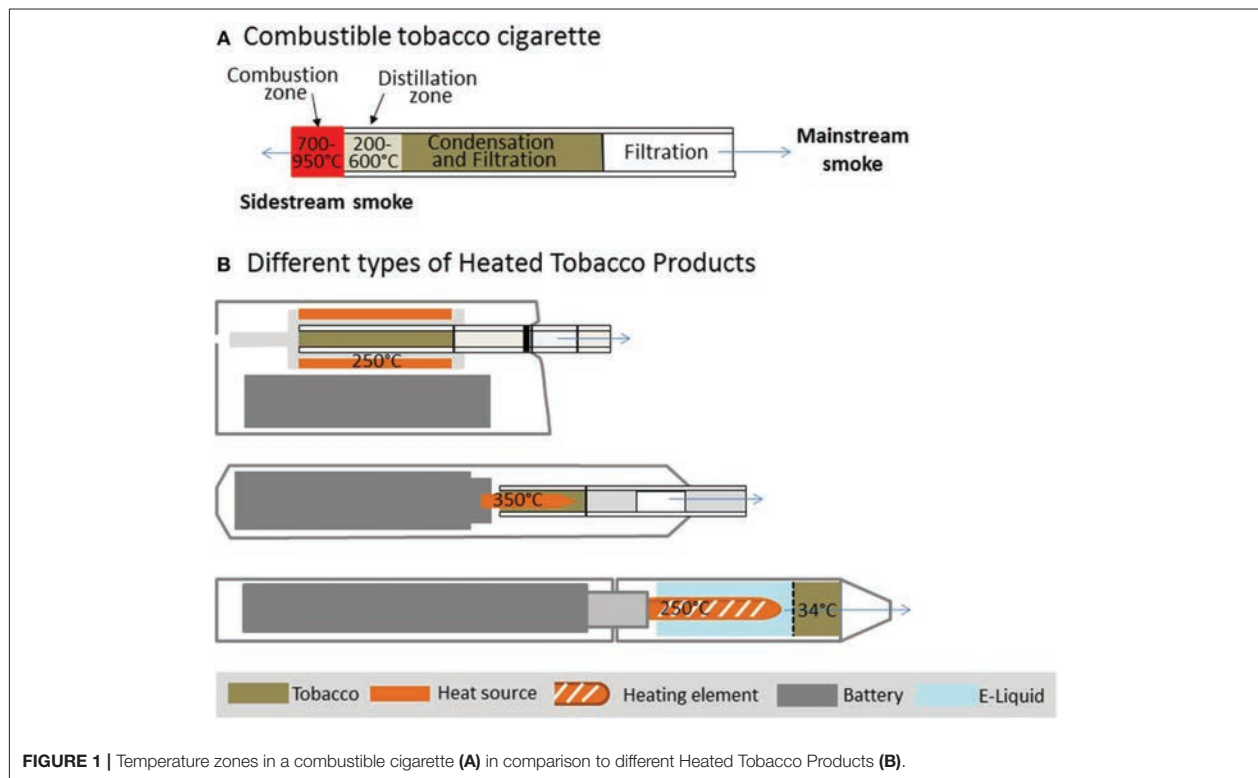 A Combustible tobacco cigarette
Combustion
zone
Distillation
zone
700-
950°C
200-
600°C
Condensation
and Filtration
Filtration
Mainstream
smoke
Sidestream smoke
B Different types of Heated Tobacco Products
250°C
350°C
250°C
34°C
Tobacco
Heat source
Heating element
Battery
E-Liquid
FIGURE 1 | Temperature zones in a combustible cigarette (A) in comparison to different Heated Tobacco Products (B).